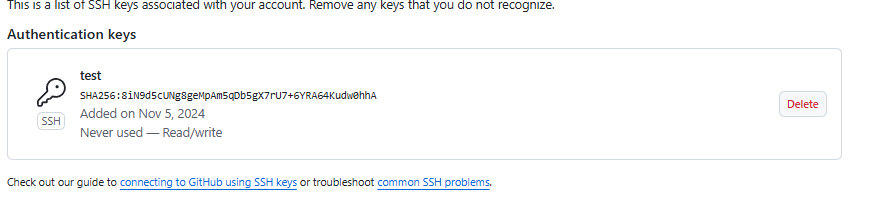 This is a list of SSH keys associated with your account. Remove any keys that you do not recognize.
Authentication keys
test
SHA256:8iN9d5cUNg8geMpAm5qDb5gX7rU7+6YRA64Kudw0hhA
SSH
Added on Nov 5, 2024
Never used — Read/write
Delete
Check out our guide to connecting to GitHub using SSH keys or troubleshoot common SSH problems.